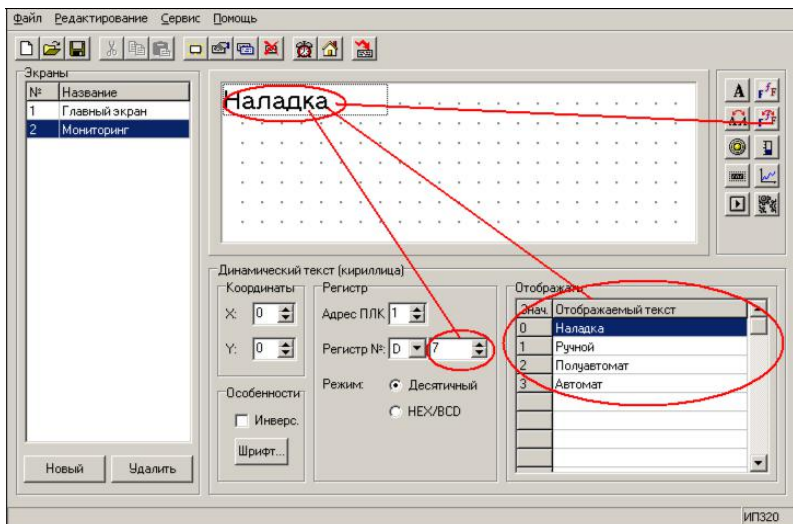 Файл Редактирование Сервис Помощь
Экраны
№ Название
1 Главный экран
2 Мониторинг
Новый Удалить
Наладка
Динамический текст (кириллица)
Координаты
X: 0
Y: 0
Особенности
Инверс.
Шрифт...
Регистр
Адрес ПЛК 1
Регистр №: D 7
Режим: Десятичный
HEX/BCD
Отображать
Знач. Отображаемый текст
0 Наладка
1 Ручной
2 Полуавтомат
3 Автомат
ИП320